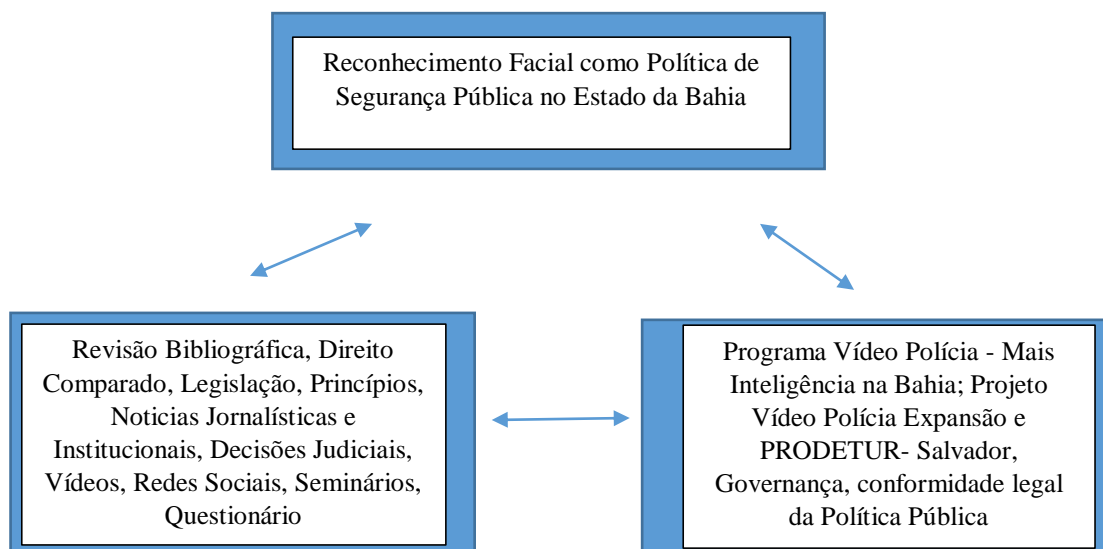 Reconhecimento Facial como Política de
Segurança Pública no Estado da Bahia
Revisão Bibliográfica, Direito
Comparado, Legislação, Princípios,
Noticias Jornalísticas e
Institucionais, Decisões Judiciais,
Vídeos, Redes Sociais, Seminários,
Questionário
Programa Vídeo Polícia - Mais
Inteligência na Bahia; Projeto
Vídeo Polícia Expansão e
PRODETUR- Salvador,
Governança, conformidade legal
da Política Pública